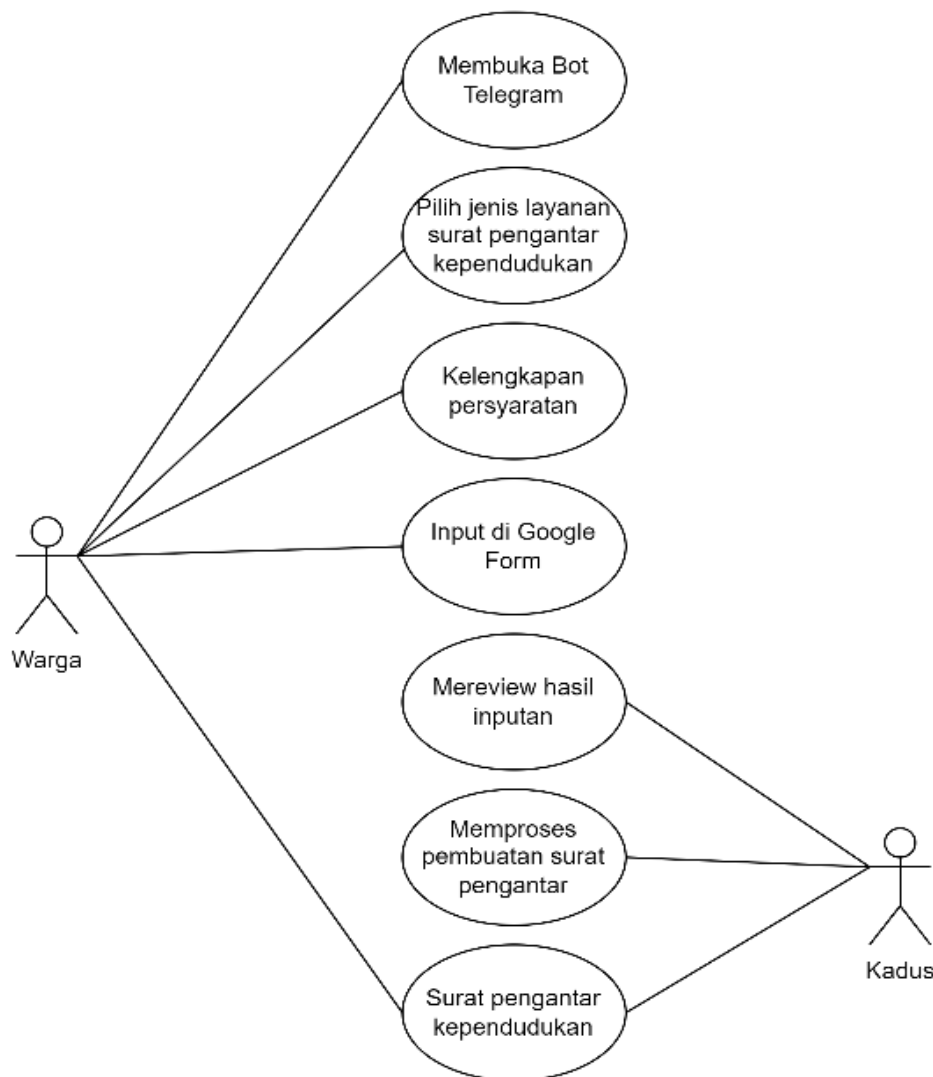 Membuka Bot
Telegram
Pilih jenis layanan
surat pengantar
kependudukan
Kelengkapan
persyaratan
Input di Google
Form
Warga
Mereview hasil
inputan
Memproses
pembuatan surat
pengantar
Kadus
Surat pengantar
kependudukan